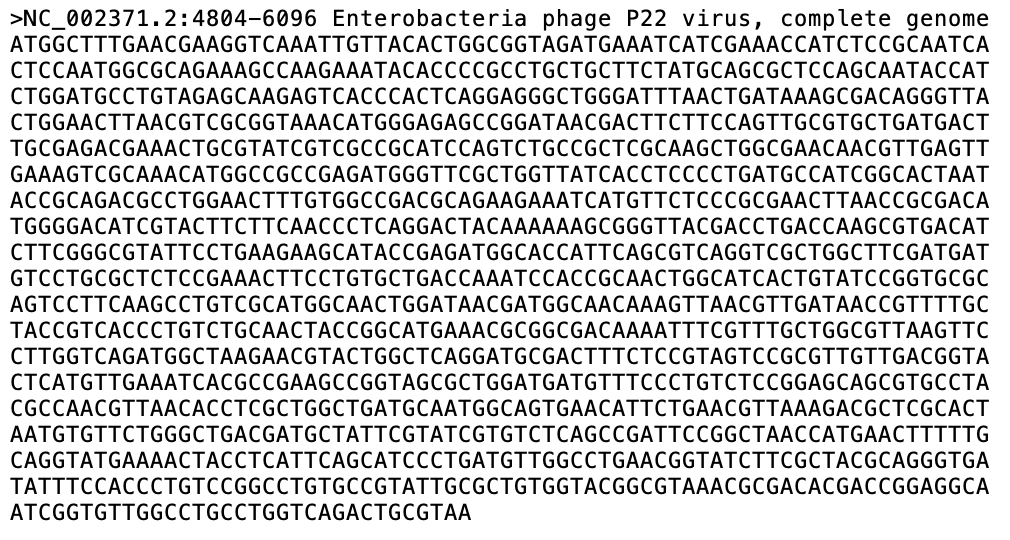 >NC_002371.2:4804-6096 Enterobacteria phage P22 virus, complete genome
ATGGCTTTGAACGAAGGTCAAATTGTTACACTGGCGGTAGATGAAATCATCGAAACCATCTCCGCAATCA
CTCCAATGGCGCAGAAAGCCAAGAAATACACCCCGCCTGCTGCTTCTATGCAGCGCTCCAGCAATACCAT
CTGGATGCCTGTAGAGCAAGAGTCACCCACTCAGGAGGGCTGGGATTTAACTGATAAAGCGACAGGGTTA
CTGGAACTTAACGTCGCGGTAAACATGGGAGAGCCGGATAACGACTTCTTCCAGTTGCGTGCTGATGACT
TGCGAGACGAAACTGCGTATCGTCGCCGCATCCAGTCTGCCGCTCGCAAGCTGGCGAACAACGTTGAGTT
GAAAGTCGCAAACATGGCCGCCGAGATGGGTTCGCTGGTTATCACCTCCCCTGATGCCATCGGCACTAAT
ACCGCAGACGCCTGGAACTTTGTGGCCGACGCAGAAGAAATCATGTTCTCCCGCGAACTTAACCGCGACA
TGGGGACATCGTACTTCTTCAACCCTCAGGACTACAAAAAAGCGGGTTACGACCTGACCAAGCGTGACAT
CTTCGGGCGTATTCCTGAAGAAGCATACCGAGATGGCACCATTCAGCGTCAGGTCGCTGGCTTCGATGAT
GTCCTGCGCTCTCCGAAACTTCCTGTGCTGACCAAATCCACCGCAACTGGCATCACTGTATCCGGTGCGC
AGTCCTTCAAGCCTGTCGCATGGCAACTGGATAACGATGGCAACAAAGTTAACGTTGATAACCGTTTTGC
TACCGTCACCCTGTCTGCAACTACCGGCATGAAACGCGGCGACAAAATTTCGTTTGCTGGCGTTAAGTTC
CTTGGTCAGATGGCTAAGAACGTACTGGCTCAGGATGCGACTTTCTCCGTAGTCCGCGTTGTTGACGGTA
CTCATGTTGAAATCACGCCGAAGCCGGTAGCGCTGGATGATGTTTCCCTGTCTCCGGAGCAGCGTGCCTA
CGCCAACGTTAACACCTCGCTGGCTGATGCAATGGCAGTGAACATTCTGAACGTTAAAGACGCTCGCACT
AATGTGTTCTGGGCTGACGATGCTATTCGTATCGTGTCTCAGCCGATTCCGGCTAACCATGAACTTTTTG
CAGGTATGAAAACTACCTCATTCAGCATCCCTGATGTTGGCCTGAACGGTATCTTCGCTACGCAGGGTGA
TATTTCCACCCTGTCCGGCCTGTGCCGTATTGCGCTGTGGTACGGCGTAAACGCGACACGACCGGAGGCA
ATCGGTGTTGGCCTGCCTGGTCAGACTGCGTAA